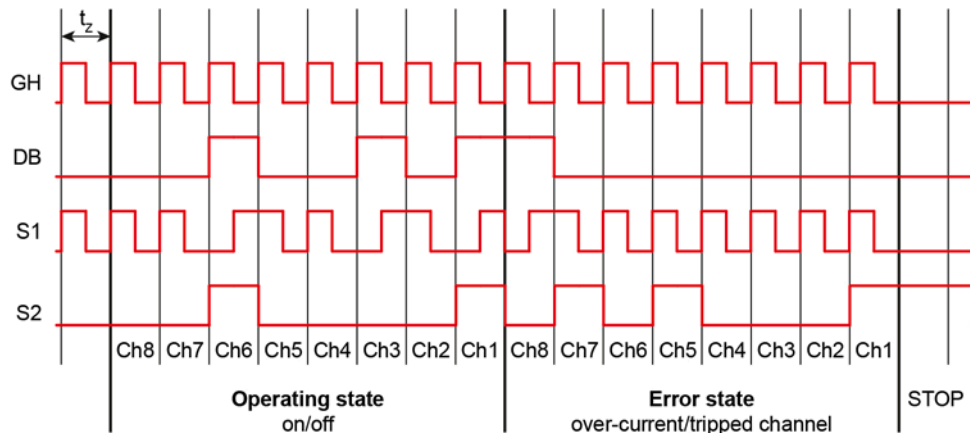 t_z
GH
DB
S1
S2
Ch8 Ch7 Ch6 Ch5 Ch4 Ch3 Ch2 Ch1 Ch8 Ch7 Ch6 Ch5 Ch4 Ch3 Ch2 Ch1
Operating state Error state STOP
on/off over-current/tripped channel